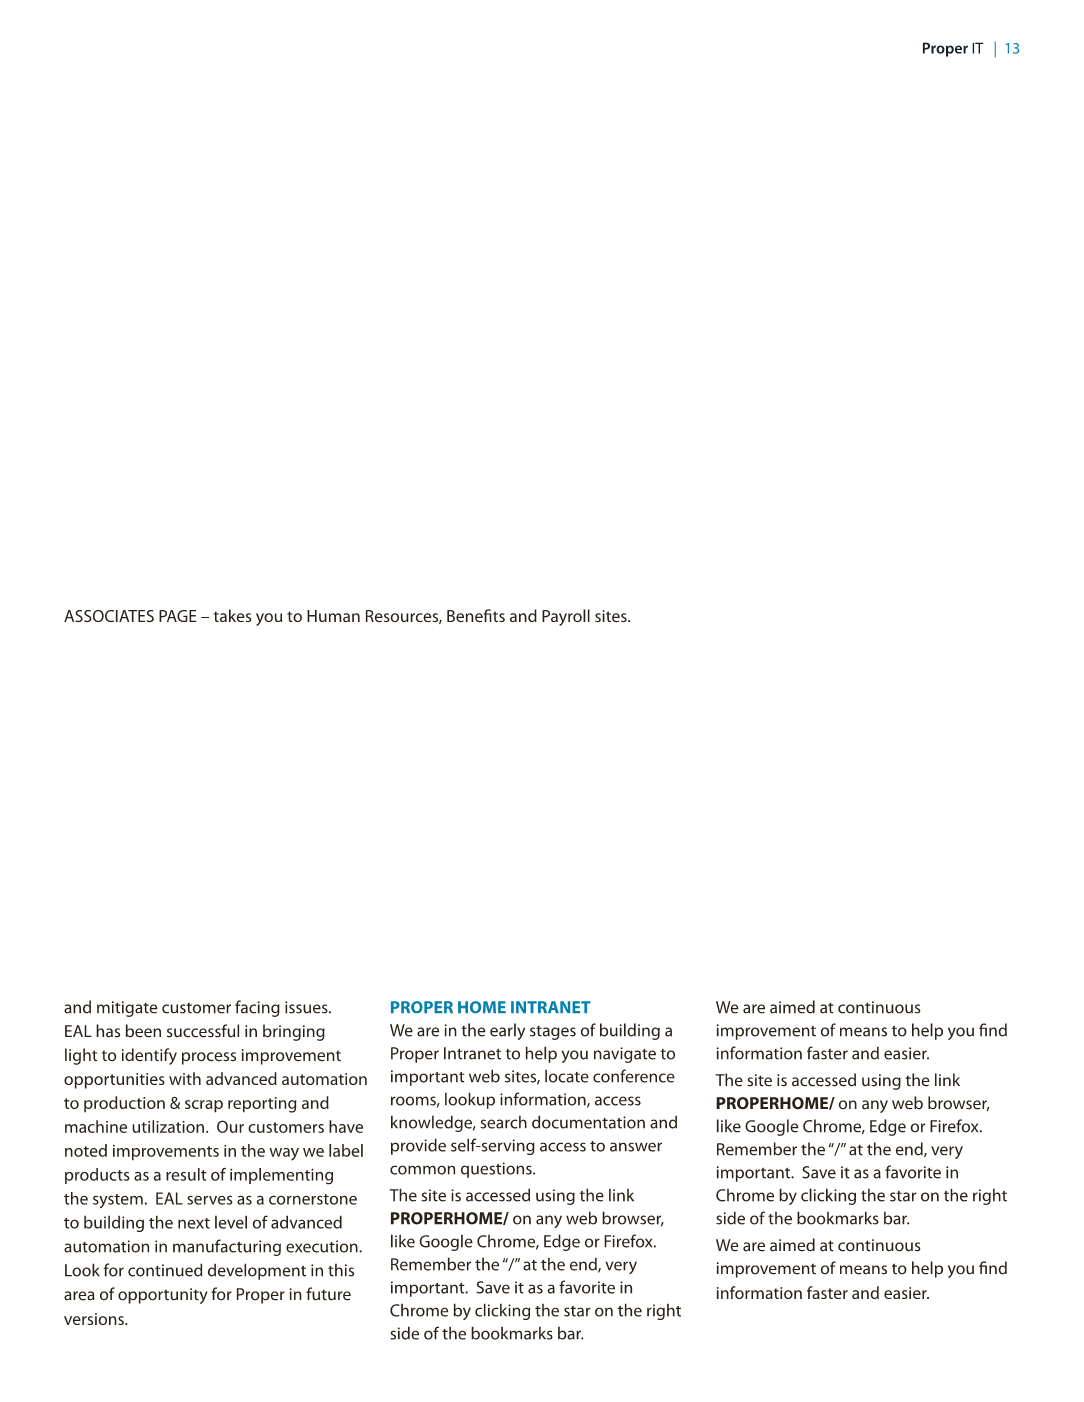 Proper IT | 13
ASSOCIATES PAGE – takes you to Human Resources, Benefits and Payroll sites.
and mitigate customer facing issues.
EAL has been successful in bringing
light to identify process improvement
opportunities with advanced automation
to production & scrap reporting and
machine utilization.  Our customers have
noted improvements in the way we label
products as a result of implementing
the system.  EAL serves as a cornerstone
to building the next level of advanced
automation in manufacturing execution.
Look for continued development in this
area of opportunity for Proper in future
versions.
PROPER HOME INTRANET
We are in the early stages of building a
Proper Intranet to help you navigate to
important web sites, locate conference
rooms, lookup information, access
knowledge, search documentation and
provide self-serving access to answer
common questions.
The site is accessed using the link
PROPERHOME/ on any web browser,
like Google Chrome, Edge or Firefox.
Remember the “/” at the end, very
important.  Save it as a favorite in
Chrome by clicking the star on the right
side of the bookmarks bar.
We are aimed at continuous
improvement of means to help you find
information faster and easier.
The site is accessed using the link
PROPERHOME/ on any web browser,
like Google Chrome, Edge or Firefox.
Remember the “/” at the end, very
important.  Save it as a favorite in
Chrome by clicking the star on the right
side of the bookmarks bar.
We are aimed at continuous
improvement of means to help you find
information faster and easier.